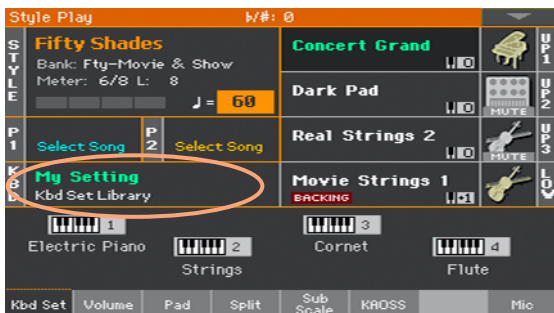 Style Play
♭/#: 0
STYLE
Fifty Shades
Bank: Fty-Movie & Show
Meter: 6/8 L: 8
♩= 60
Concert Grand
UP1
Dark Pad
MUTE
UP2
P1
Select Song
P2
Select Song
Real Strings 2
MUTE
UP3
KBD
My Setting
Kbd Set Library
Movie Strings 1
BACKING
+1
LOW
1
Electric Piano
2
Strings
3
Cornet
4
Flute
Kbd Set
Volume
Pad
Split
Sub
Scale
KAOSS
Mic